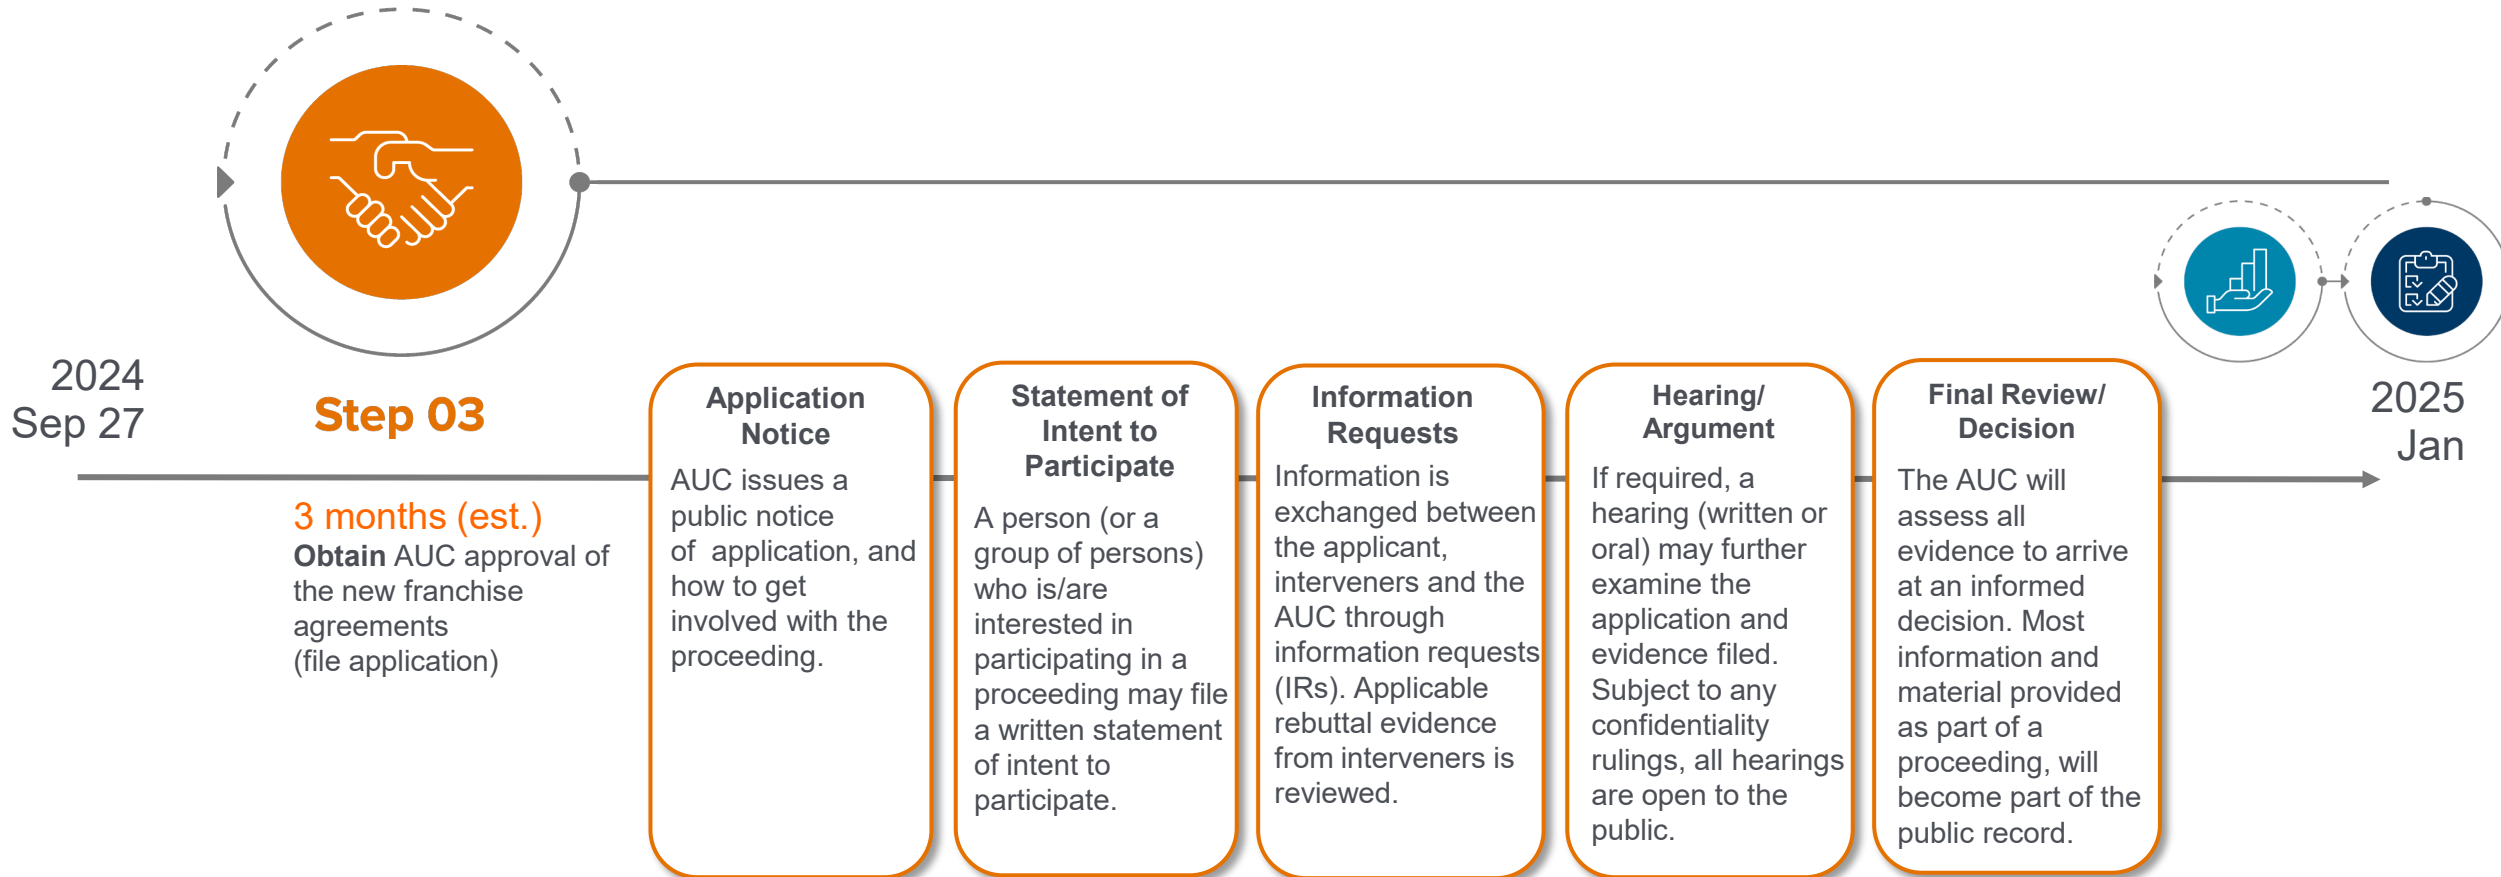 2024
Sep 27
Step 03
3 months (est.)
Obtain AUC approval of
the new franchise
agreements
(file application)
Application
Notice
AUC issues a
public notice
of application, and
how to get
involved with the
proceeding.
Statement of
Intent to
Participate
A person (or a
group of persons)
who is/are
interested in
participating in a
proceeding may file
a written statement
of intent to
participate.
Information
Requests
Information is
exchanged between
the applicant,
interveners and the
AUC through
information requests
(IRs). Applicable
rebuttal evidence
from interveners is
reviewed.
Hearing/
Argument
If required, a
hearing (written or
oral) may further
examine the
application and
evidence filed.
Subject to any
confidentiality
rulings, all hearings
are open to the
public.
Final Review/
Decision
The AUC will
assess all
evidence to arrive
at an informed
decision. Most
information and
material provided
as part of a
proceeding, will
become part of the
public record.
2025
Jan